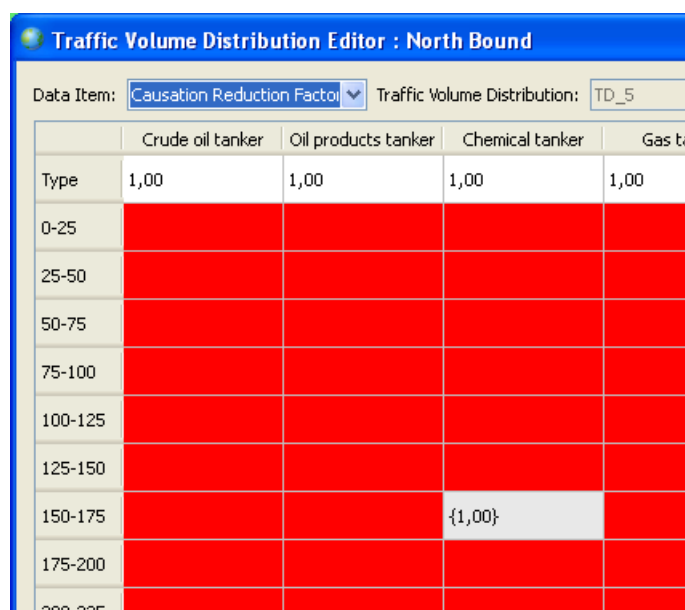 Traffic Volume Distribution Editor : North Bound
Data Item: Causation Reduction Factor Traffic Volume Distribution: TD_5
Crude oil tanker Oil products tanker Chemical tanker Gas
Type 1,00 1,00 1,00 1,00
0-25
25-50
50-75
75-100
100-125
125-150
150-175 {1,00}
175-200